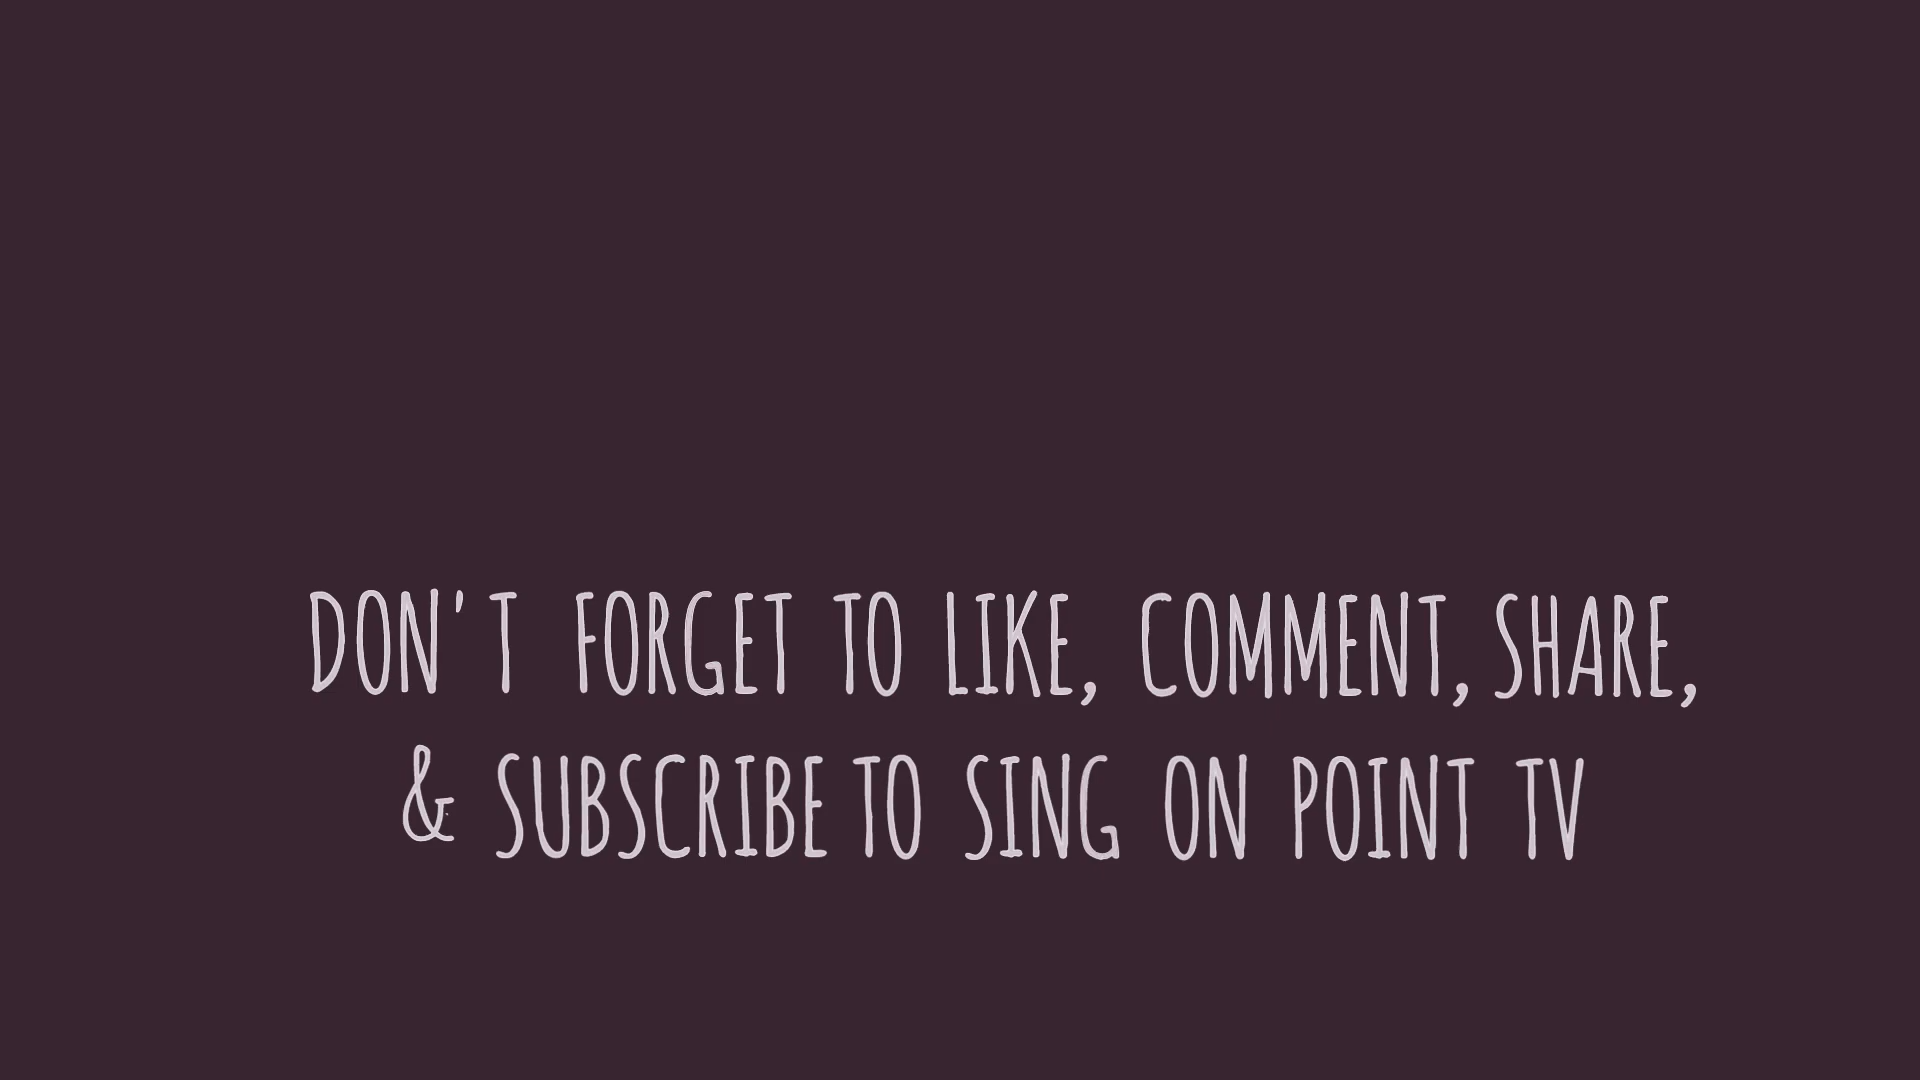 DON'T FORGET TO LIKE, COMMENT, SHARE,
& SUBSCRIBE TO SING ON POINT TV